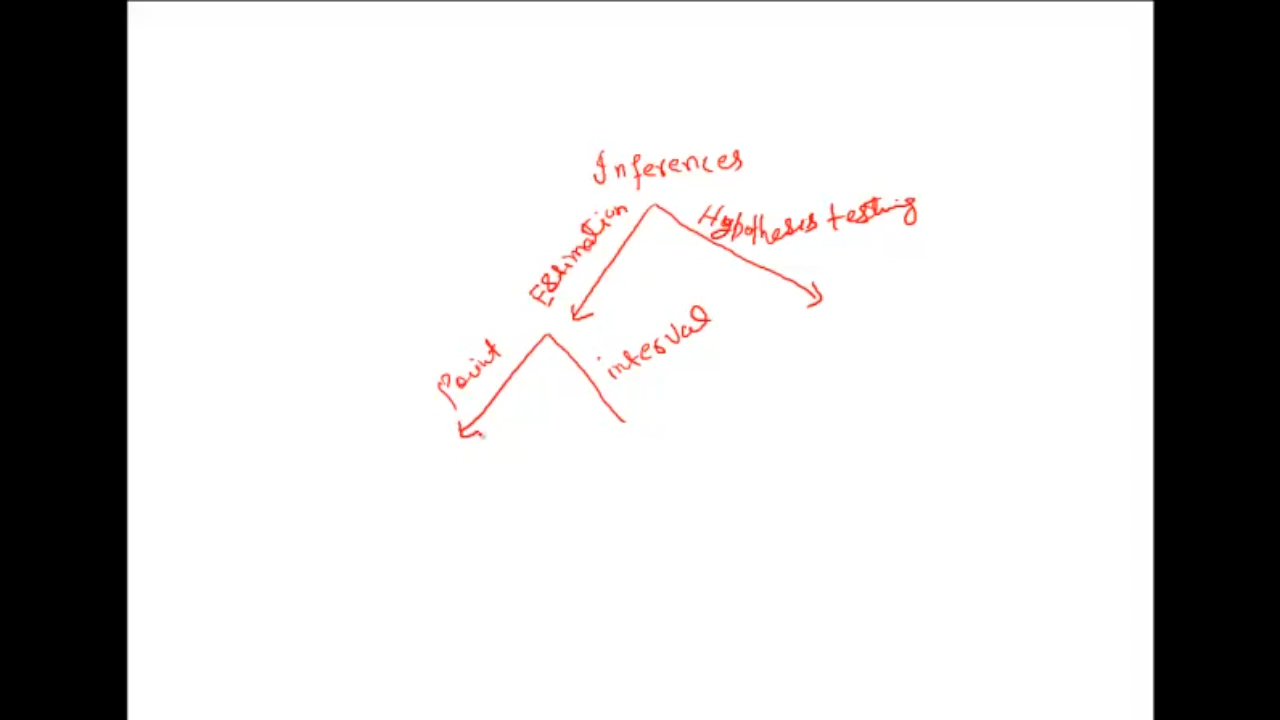 Inferences
Estimation
Hypothesis testing
Point
interval